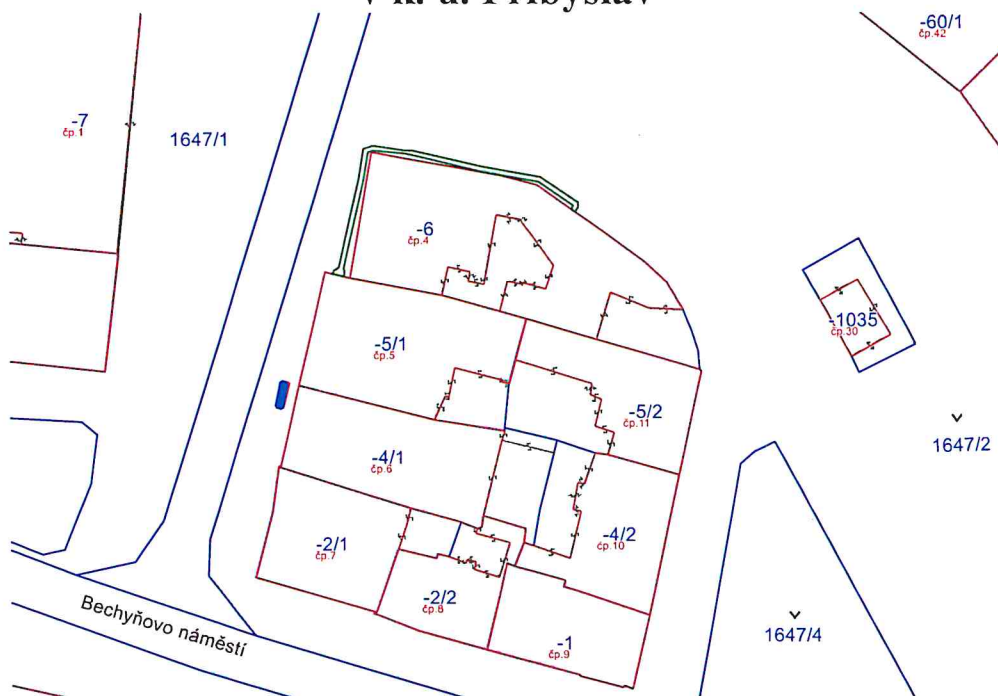 v k. ú. Přibyslav
-60/1
čp.42
-7
čp.1
1647/1
-6
čp.4
-1035
čp.30
-5/1
čp.5
-5/2
čp.11
1647/2
-4/1
čp.6
-4/2
čp.10
-2/1
čp.7
-2/2
čp.8
-1
čp.9
1647/4
Bechyňovo náměstí